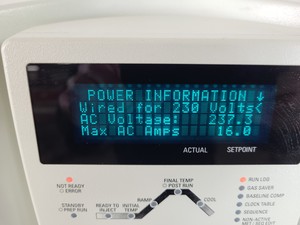 POWER INFORMATION ↓
Wired for 230 Volts<
AC Voltage: 237.3
Max AC Amps 16.0
ACTUAL SETPOINT
NOT READY
ERROR
STANDBY
PREP RUN
READY TO
INJECT
INITIAL
TEMP
RAMP
FINAL TEMP
POST RUN
COOL
RUN LOG
GAS SAVER
BASELINE COMP
CLOCK TABLE
SEQUENCE
NON-ACTIVE